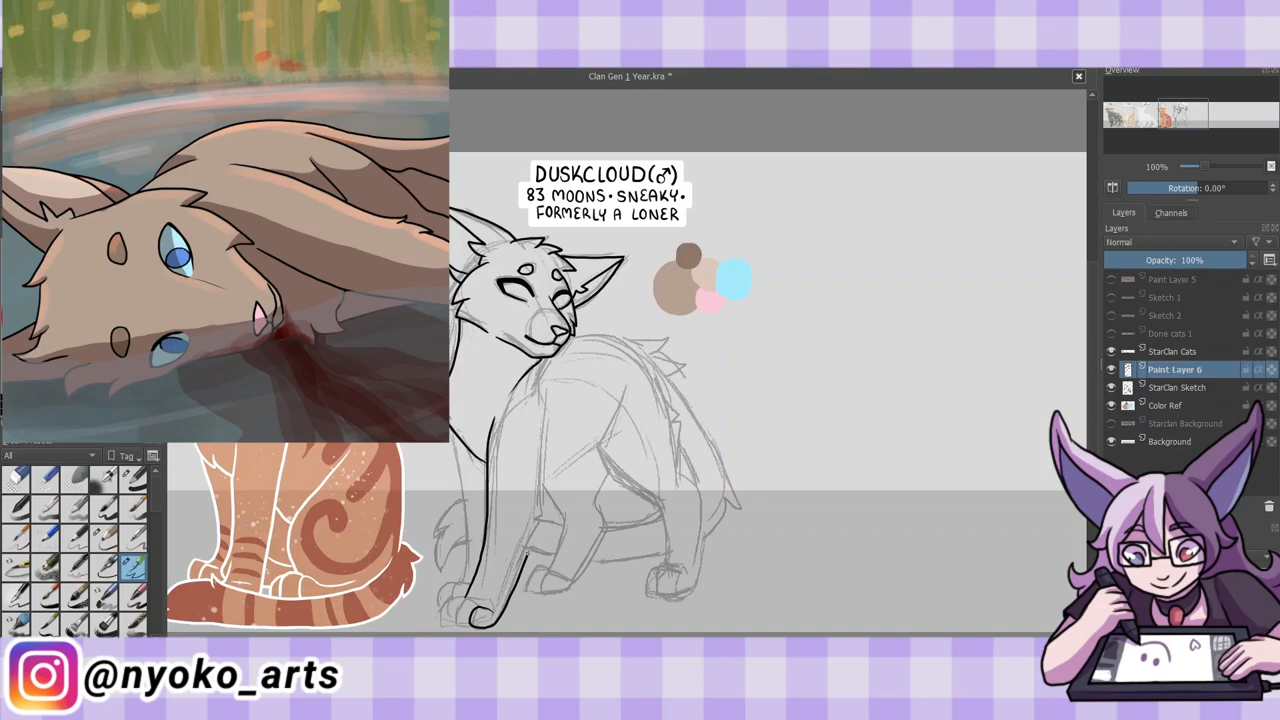 Clan Gen 1 Year.kra *
Overview
DUSKCLOUD(♂)
83 MOONS・SNEAKY・
FORMERLY A LONER
100%
Rotation: 0.00°
Layers
Channels
Layers
Normal
Opacity: 100%
Paint Layer 5
Sketch 1
Sketch 2
Done cats 1
StarClan Cats
Paint Layer 6
StarClan Sketch
Color Ref
Starclan Background
Background
All
Tag
@nyoko_arts